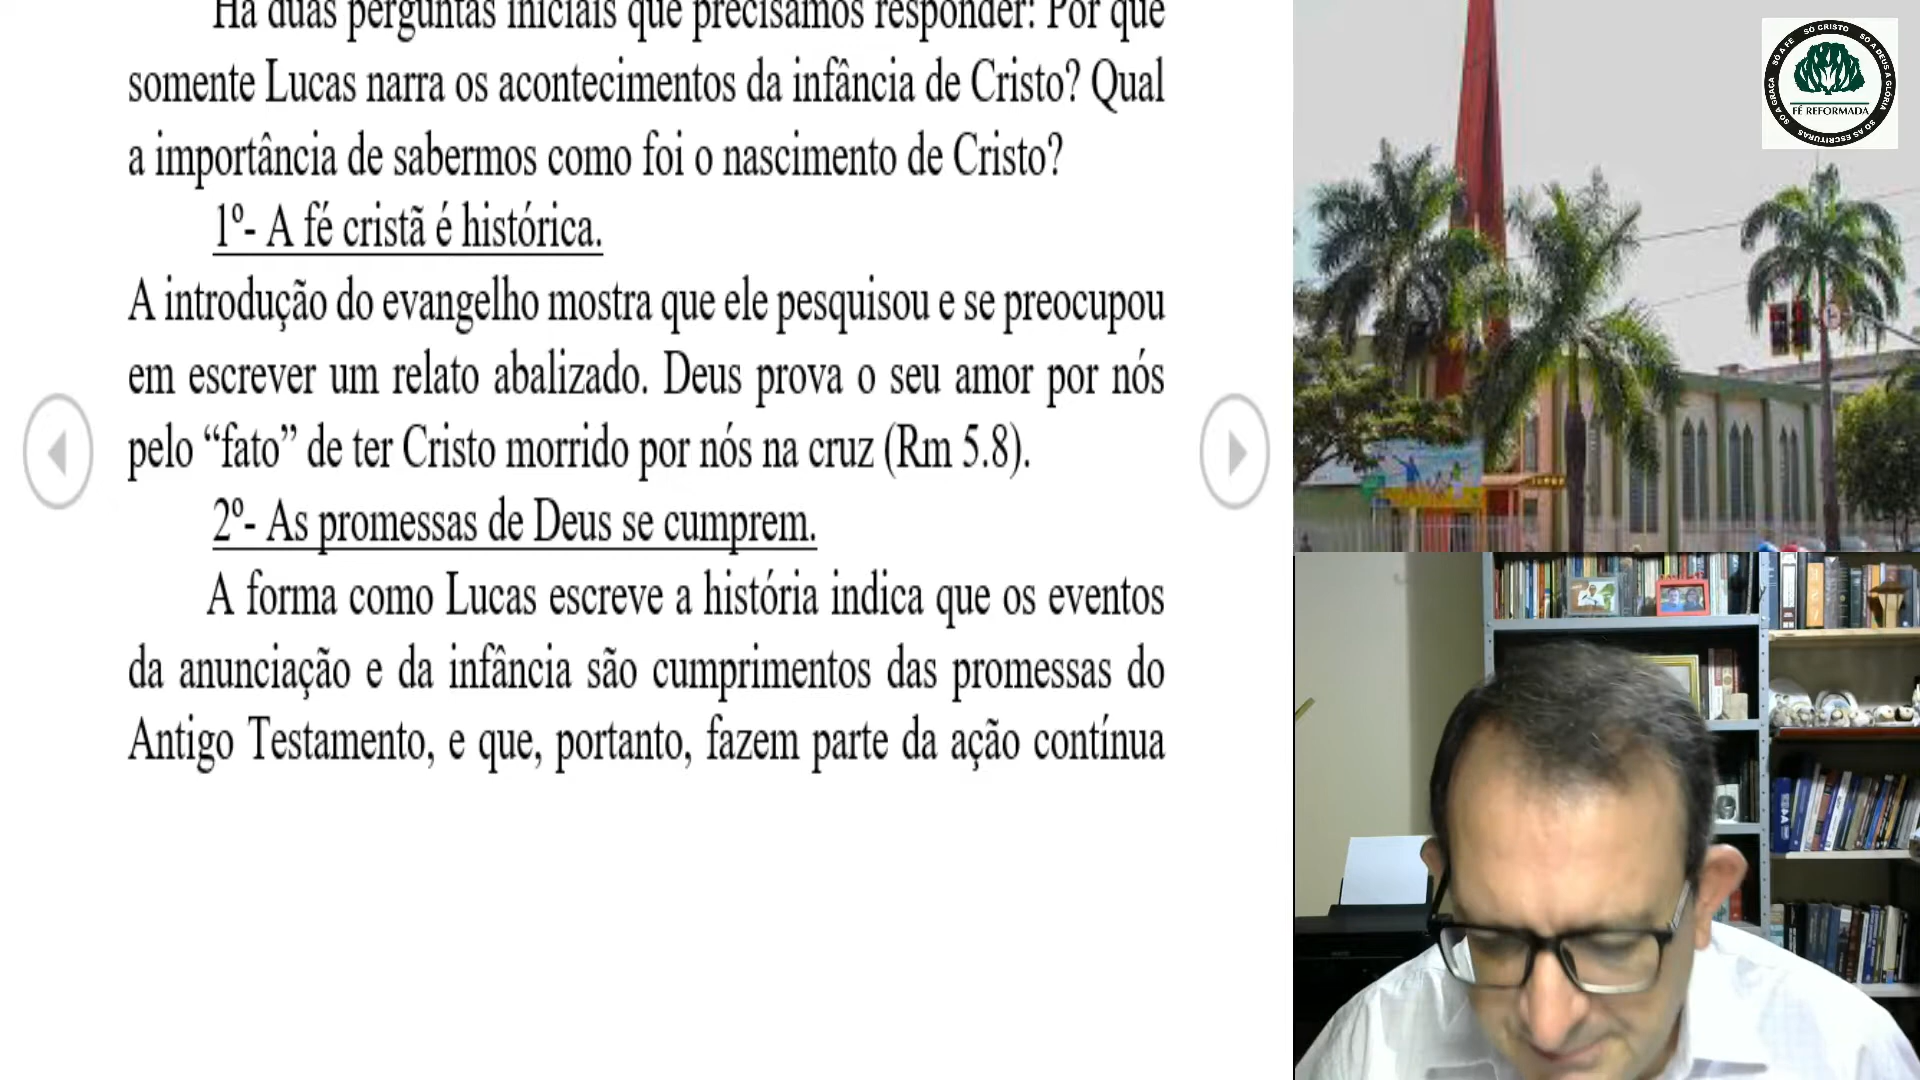 Há duas perguntas iniciais que precisamos responder: Por que
somente Lucas narra os acontecimentos da infância de Cristo? Qual
a importância de sabermos como foi o nascimento de Cristo?
1º- A fé cristã é histórica.
A introdução do evangelho mostra que ele pesquisou e se preocupou
em escrever um relato abalizado. Deus prova o seu amor por nós
pelo “fato” de ter Cristo morrido por nós na cruz (Rm 5.8).
2º- As promessas de Deus se cumprem.
A forma como Lucas escreve a história indica que os eventos
da anunciação e da infância são cumprimentos das promessas do
Antigo Testamento, e que, portanto, fazem parte da ação contínua
SÓ A GRAÇA SÓ A FÉ SÓ CRISTO SÓ A DEUS A GLÓRIA SÓ AS ESCRITURAS
FÉ REFORMADA